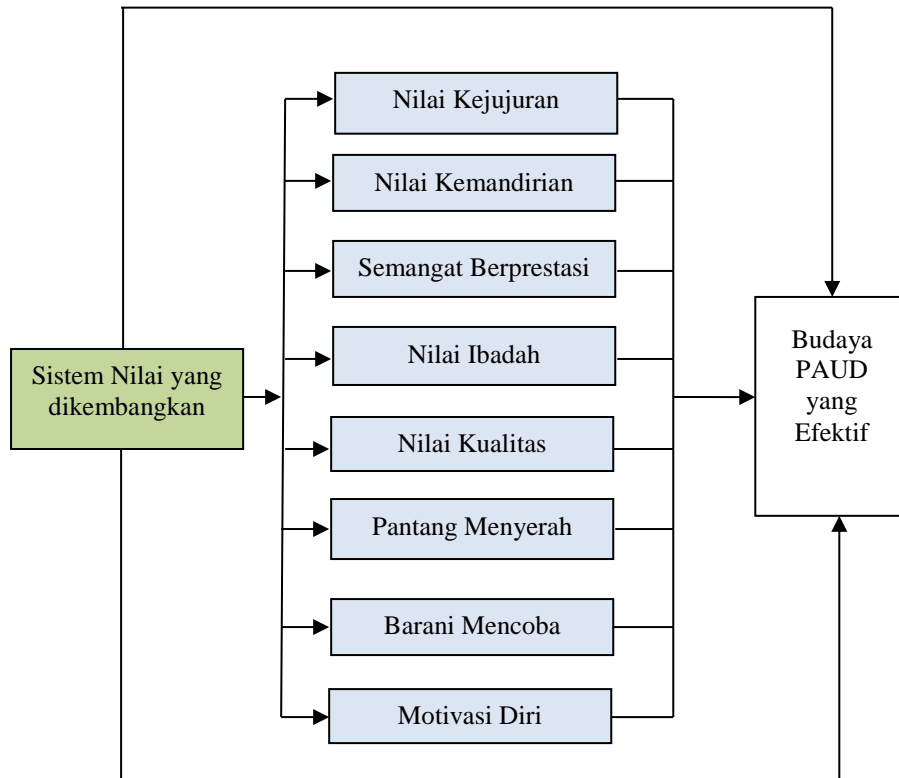 Nilai Kejujuran
Nilai Kemandirian
Semangat Berprestasi
Nilai Ibadah
Sistem Nilai yang
dikembangkan
Nilai Kualitas
Pantang Menyerah
Barani Mencoba
Motivasi Diri
Budaya
PAUD
yang
Efektif